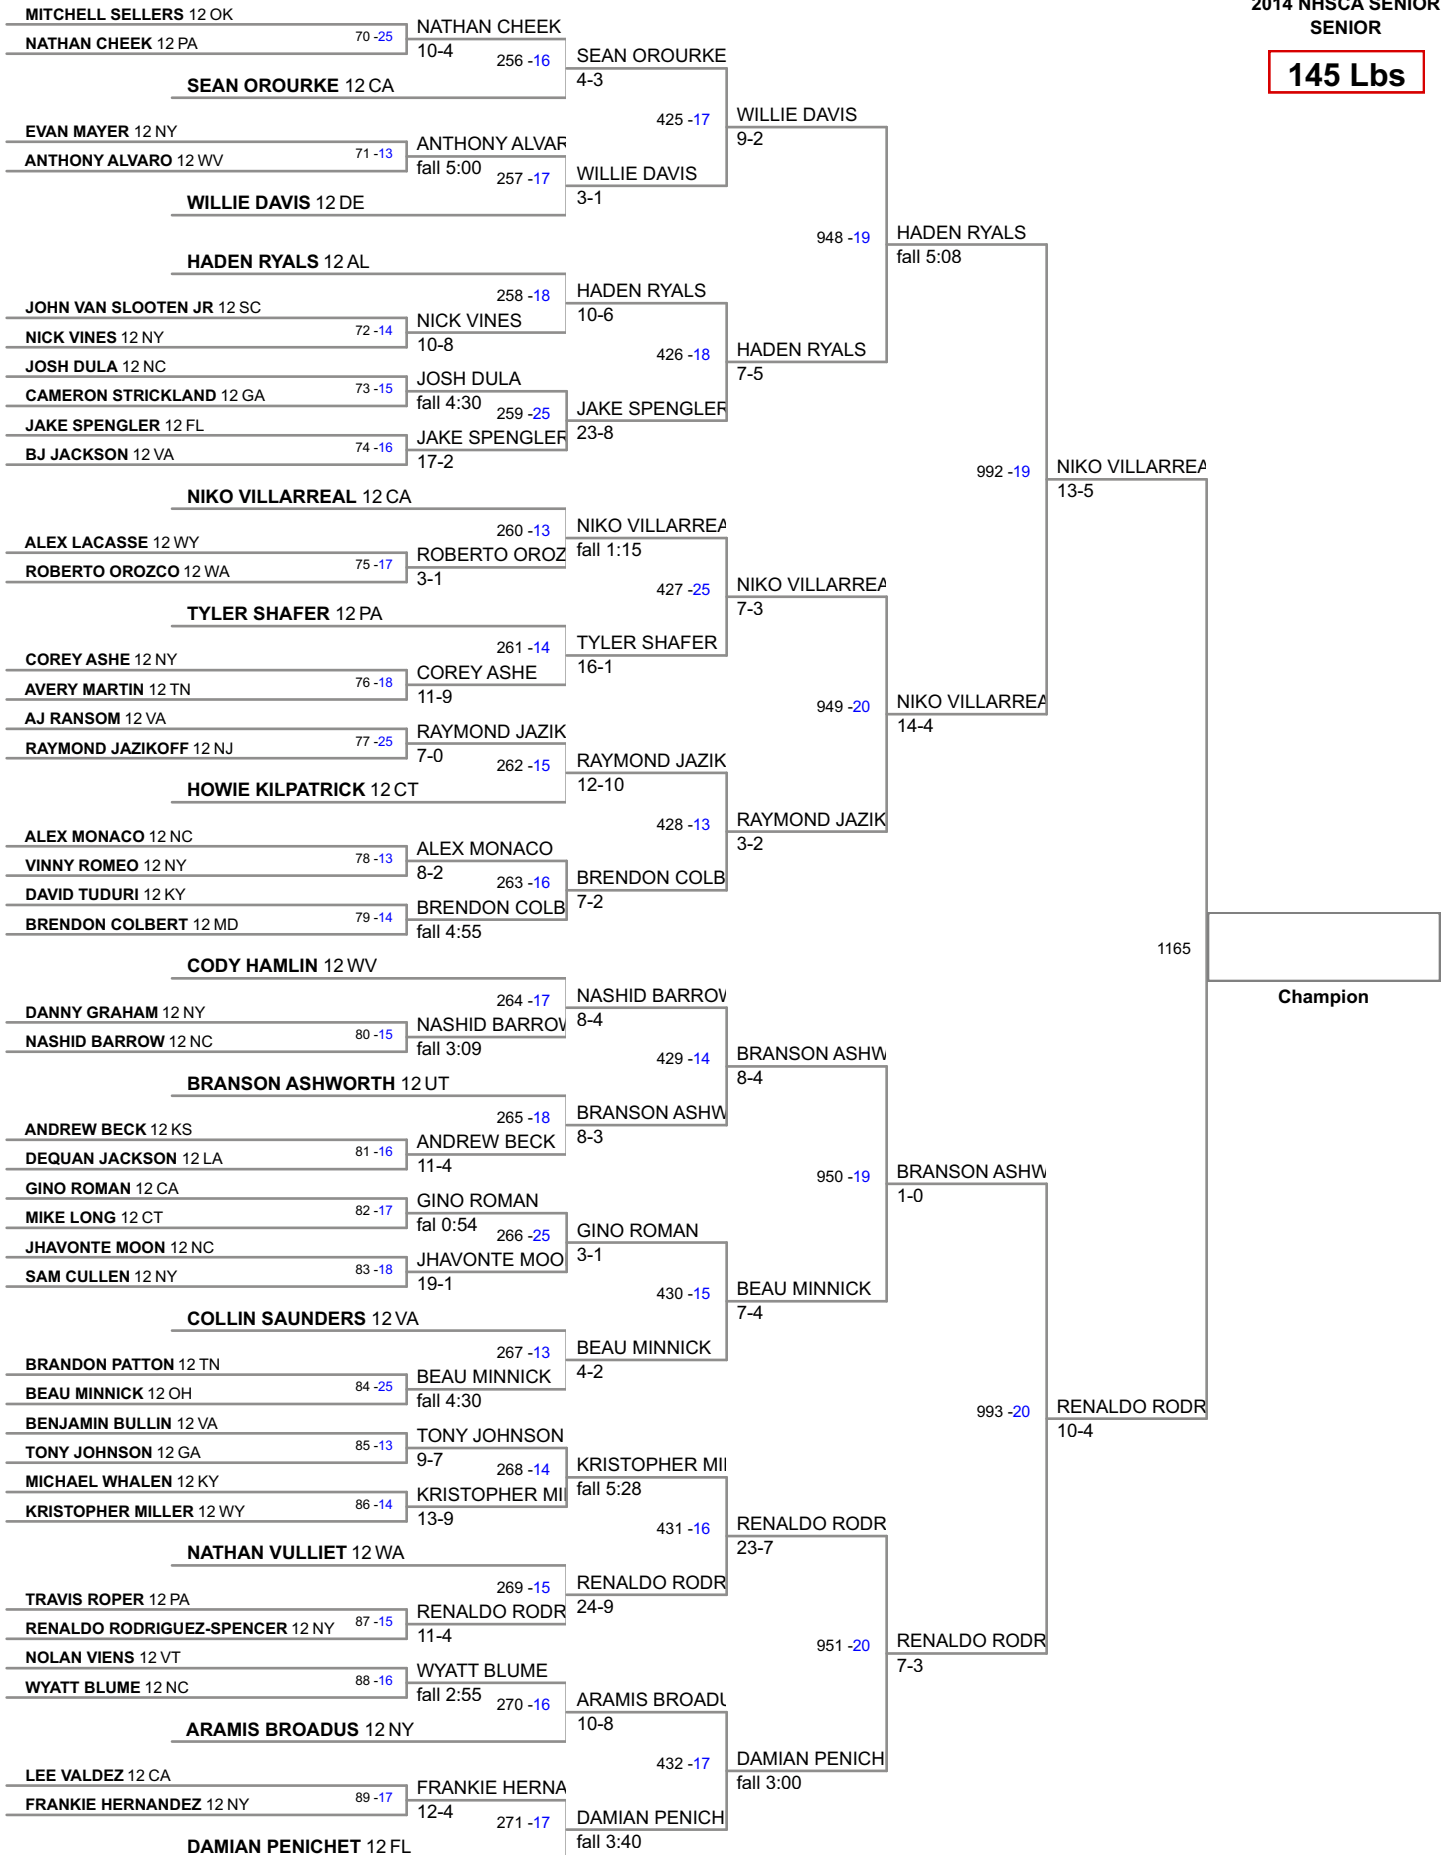 2014 NHSCA SENIOR
SENIOR
145 Lbs
MITCHELL SELLERS 12 OK
NATHAN CHEEK 12 PA
70 -25
NATHAN CHEEK
10-4
256 -16
SEAN OROURKE
4-3
SEAN OROURKE 12 CA
425 -17
WILLIE DAVIS
9-2
EVAN MAYER 12 NY
ANTHONY ALVARO 12 WV
71 -13
ANTHONY ALVAR
fall 5:00
257 -17
WILLIE DAVIS
3-1
WILLIE DAVIS 12 DE
948 -19
HADEN RYALS
fall 5:08
HADEN RYALS 12 AL
258 -18
HADEN RYALS
10-6
JOHN VAN SLOOTEN JR 12 SC
NICK VINES 12 NY
72 -14
NICK VINES
10-8
426 -18
HADEN RYALS
7-5
JOSH DULA 12 NC
CAMERON STRICKLAND 12 GA
73 -15
JOSH DULA
fall 4:30
259 -25
JAKE SPENGLER
23-8
JAKE SPENGLER 12 FL
BJ JACKSON 12 VA
74 -16
JAKE SPENGLER
17-2
992 -19
NIKO VILLARREA
13-5
NIKO VILLARREAL 12 CA
260 -13
NIKO VILLARREA
fall 1:15
ALEX LACASSE 12 WY
ROBERTO OROZCO 12 WA
75 -17
ROBERTO OROZ
3-1
427 -25
NIKO VILLARREA
7-3
TYLER SHAFER 12 PA
261 -14
TYLER SHAFER
16-1
COREY ASHE 12 NY
AVERY MARTIN 12 TN
76 -18
COREY ASHE
11-9
949 -20
NIKO VILLARREA
14-4
AJ RANSOM 12 VA
RAYMOND JAZIKOFF 12 NJ
77 -25
RAYMOND JAZIK
7-0
262 -15
RAYMOND JAZIK
12-10
HOWIE KILPATRICK 12 CT
428 -13
RAYMOND JAZIK
3-2
ALEX MONACO 12 NC
VINNY ROMEO 12 NY
78 -13
ALEX MONACO
8-2
263 -16
BRENDON COLB
7-2
DAVID TUDURI 12 KY
BRENDON COLBERT 12 MD
79 -14
BRENDON COLB
fall 4:55
1165
Champion
CODY HAMLIN 12 WV
264 -17
NASHID BARROW
8-4
DANNY GRAHAM 12 NY
NASHID BARROW 12 NC
80 -15
NASHID BARROW
fall 3:09
429 -14
BRANSON ASHW
8-4
BRANSON ASHWORTH 12 UT
265 -18
BRANSON ASHW
8-3
ANDREW BECK 12 KS
DEQUAN JACKSON 12 LA
81 -16
ANDREW BECK
11-4
950 -19
BRANSON ASHW
1-0
GINO ROMAN 12 CA
MIKE LONG 12 CT
82 -17
GINO ROMAN
fal 0:54
266 -25
GINO ROMAN
3-1
JHAVONTE MOON 12 NC
SAM CULLEN 12 NY
83 -18
JHAVONTE MOO
19-1
430 -15
BEAU MINNICK
7-4
COLLIN SAUNDERS 12 VA
267 -13
BEAU MINNICK
4-2
BRANDON PATTON 12 TN
BEAU MINNICK 12 OH
84 -25
BEAU MINNICK
fall 4:30
993 -20
RENALDO RODR
10-4
BENJAMIN BULLIN 12 VA
TONY JOHNSON 12 GA
85 -13
TONY JOHNSON
9-7
268 -14
KRISTOPHER MI
fall 5:28
MICHAEL WHALEN 12 KY
KRISTOPHER MILLER 12 WY
86 -14
KRISTOPHER MI
13-9
431 -16
RENALDO RODR
23-7
NATHAN VULLIET 12 WA
269 -15
RENALDO RODR
24-9
TRAVIS ROPER 12 PA
RENALDO RODRIGUEZ-SPENCER 12 NY
87 -15
RENALDO RODR
11-4
951 -20
RENALDO RODR
7-3
NOLAN VIENS 12 VT
WYATT BLUME 12 NC
88 -16
WYATT BLUME
fall 2:55
270 -16
ARAMIS BROADU
10-8
ARAMIS BROADUS 12 NY
432 -17
DAMIAN PENICH
fall 3:00
LEE VALDEZ 12 CA
FRANKIE HERNANDEZ 12 NY
89 -17
FRANKIE HERNA
12-4
271 -17
DAMIAN PENICH
fall 3:40
DAMIAN PENICHET 12 FL